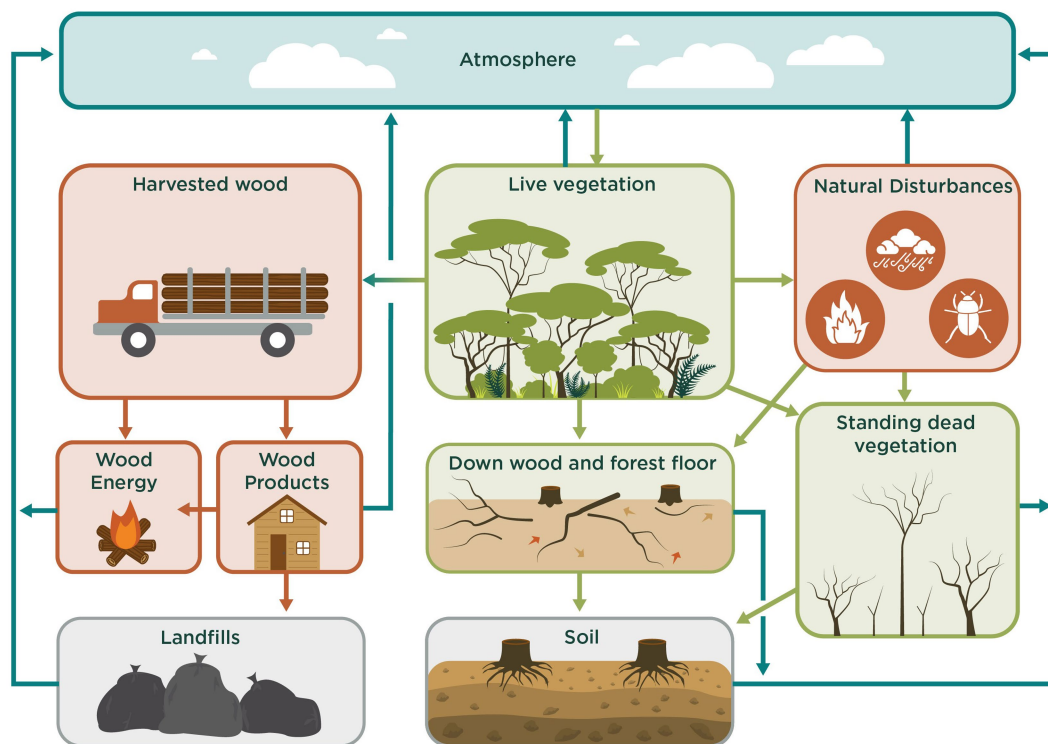 Atmosphere
Harvested wood
Live vegetation
Natural Disturbances
Standing dead
vegetation
Wood
Energy
Wood
Products
Down wood and forest floor
Landfills
Soil